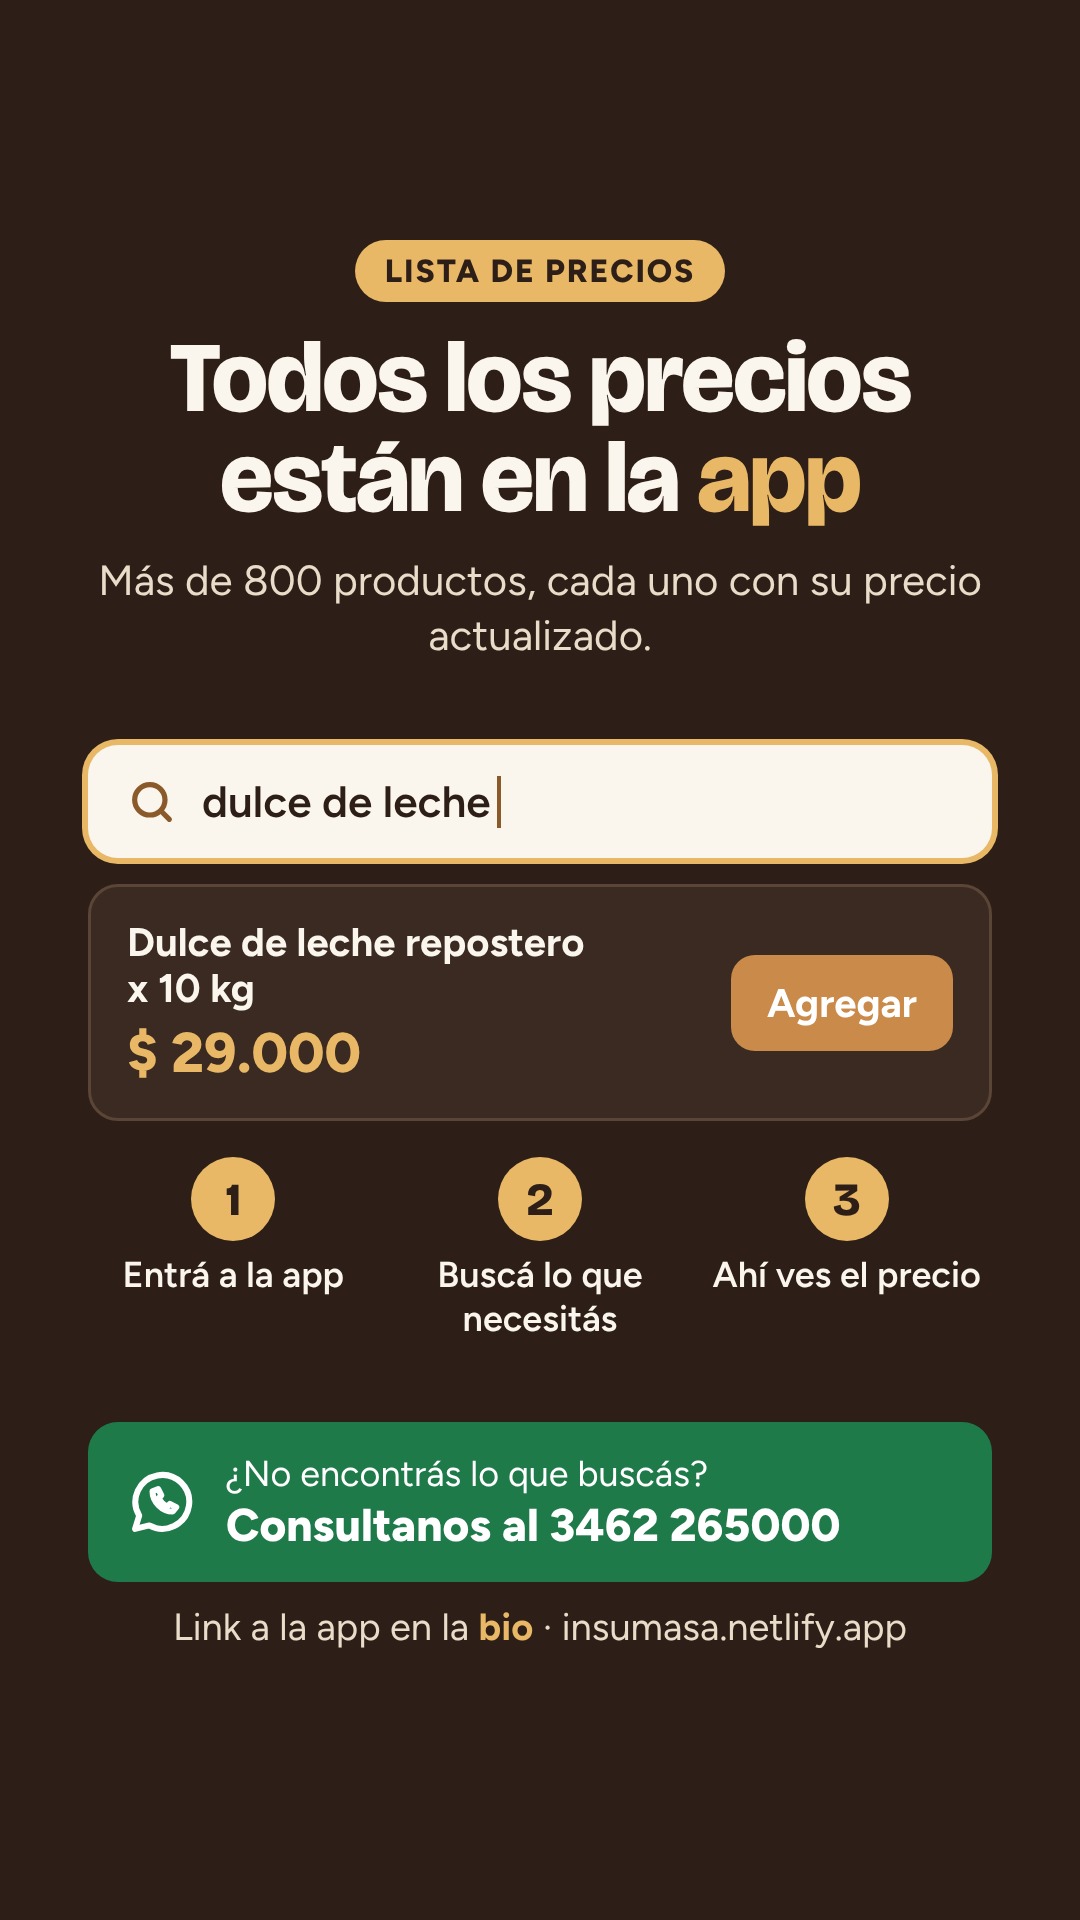 LISTA DE PRECIOS
Todos los precios
están en la app
Más de 800 productos, cada uno con su precio
actualizado.
dulce de leche
Dulce de leche repostero
x 10 kg
$ 29.000
Agregar
1
Entrá a la app
2
Buscá lo que
necesitás
3
Ahí ves el precio
¿No encontrás lo que buscás?
Consultanos al 3462 265000
Link a la app en la bio · insumasa.netlify.app